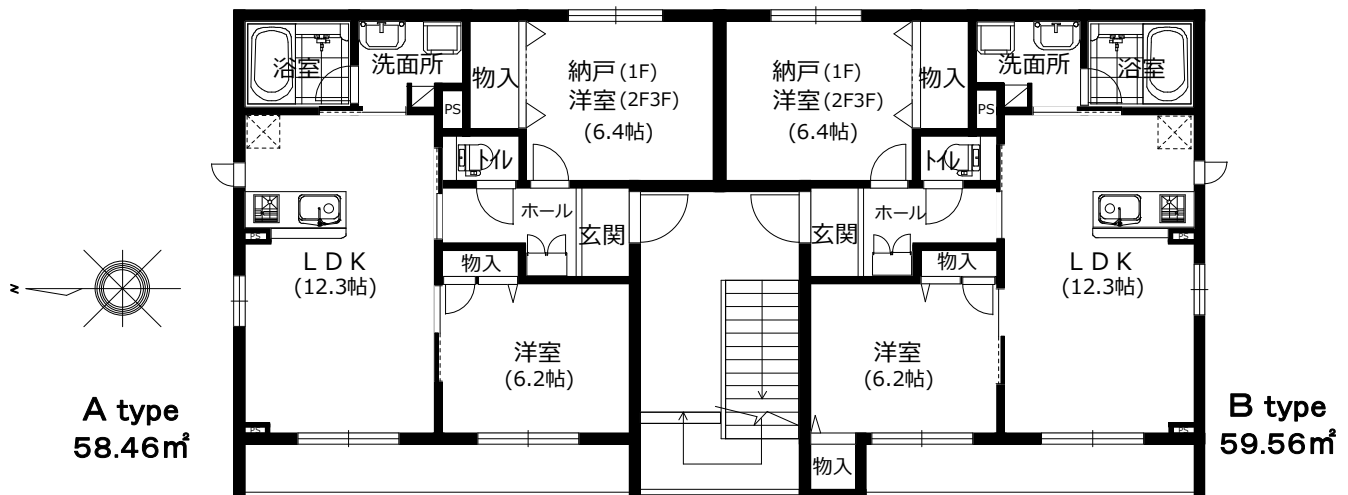 浴室
洗面所
物入
納戸(1F)
洋室(2F3F)
(6.4帖)
納戸(1F)
洋室(2F3F)
(6.4帖)
物入
洗面所
浴室
PS
PS
トイル
トイル
ホール
玄関
玄関
ホール
PS
PS
LDK
(12.3帖)
物入
物入
LDK
(12.3帖)
N
洋室
(6.2帖)
洋室
(6.2帖)
A type
58.46㎡
B type
59.56㎡
PS
PS
物入